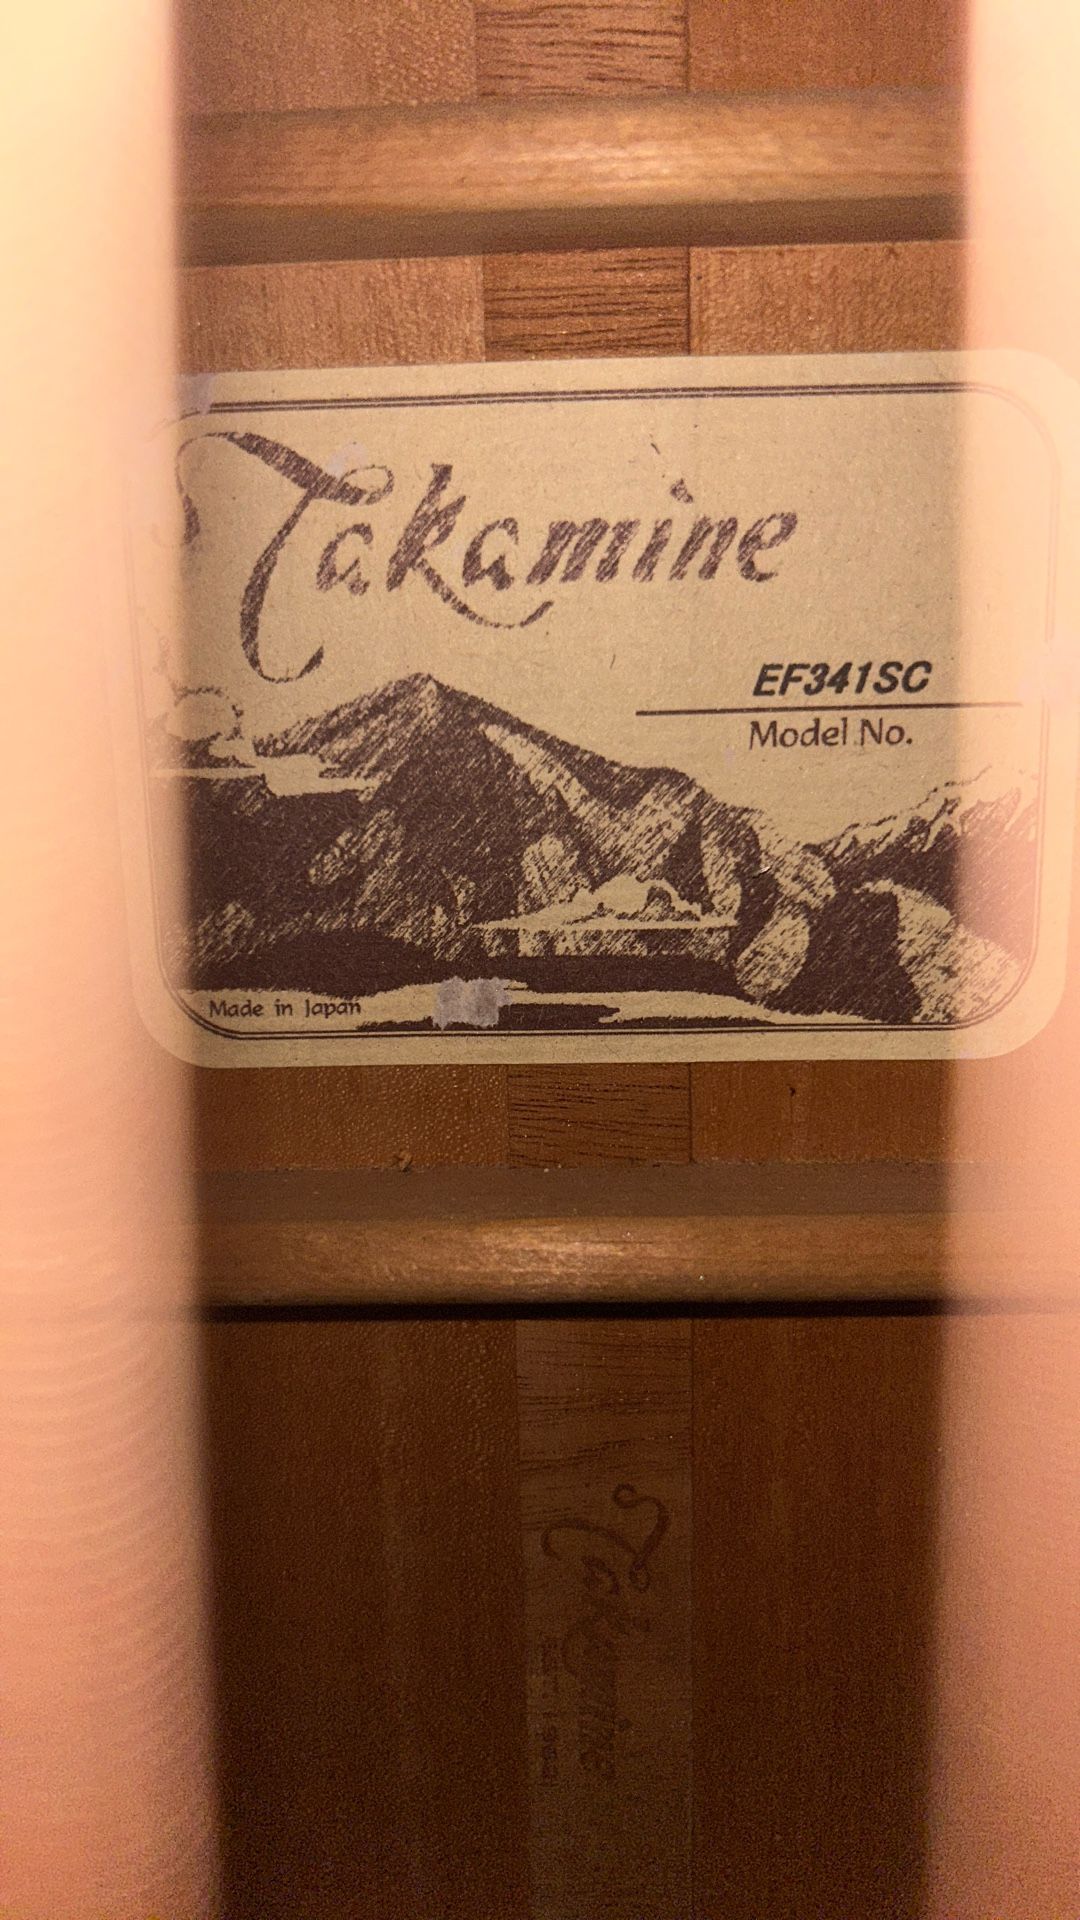 Takamine
EF341SC
Model No.
Made in Japan
Takamine